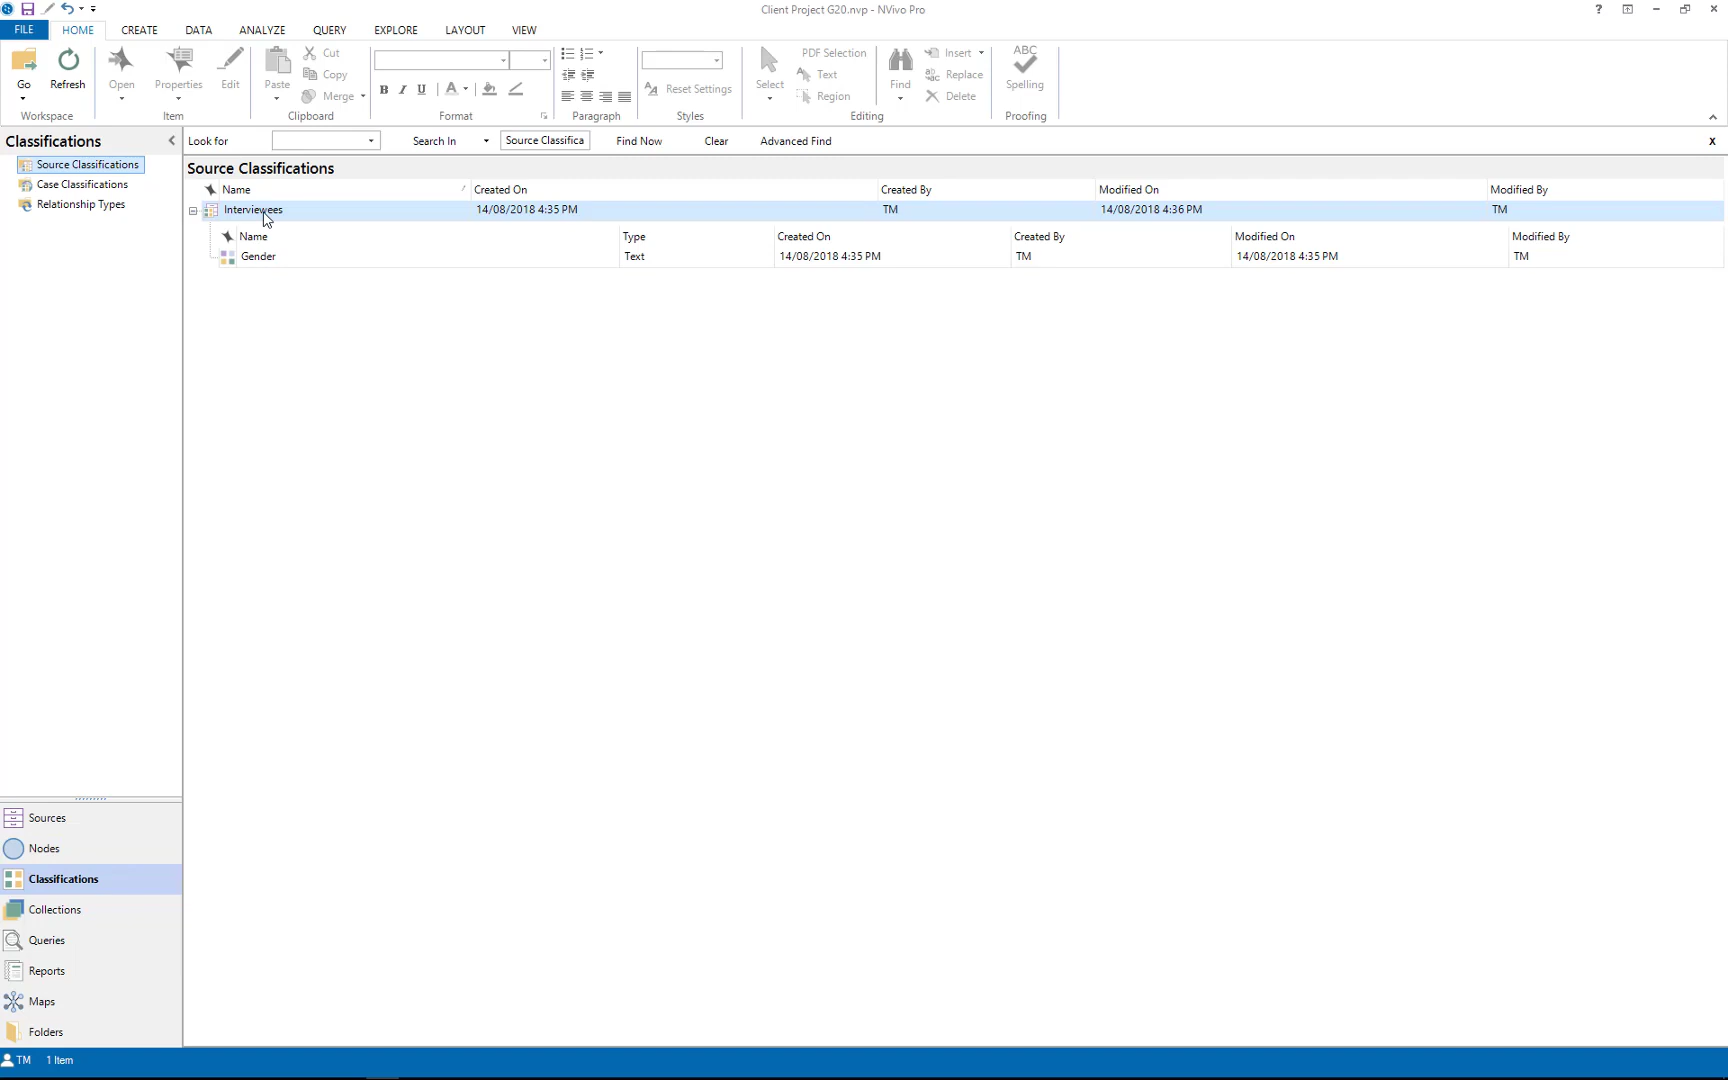 Client Project G20.nvp - NVivo Pro
FILE HOME CREATE DATA ANALYZE QUERY EXPLORE LAYOUT VIEW
Go Refresh Open Properties Edit Paste Cut Copy Merge
B I U A Reset Settings
Select PDF Selection Text Region
Find Insert Replace Delete
ABC Spelling
Workspace Item Clipboard Format Paragraph Styles Editing Proofing
Classifications
Source Classifications
Case Classifications
Relationship Types
Look for Search In Source Classifica Find Now Clear Advanced Find x
Source Classifications
Name Created On Created By Modified On Modified By
Interviewees 14/08/2018 4:35 PM TM 14/08/2018 4:36 PM TM
Name Type Created On Created By Modified On Modified By
Gender Text 14/08/2018 4:35 PM TM 14/08/2018 4:35 PM TM
Sources
Nodes
Classifications
Collections
Queries
Reports
Maps
Folders
TM 1 Item